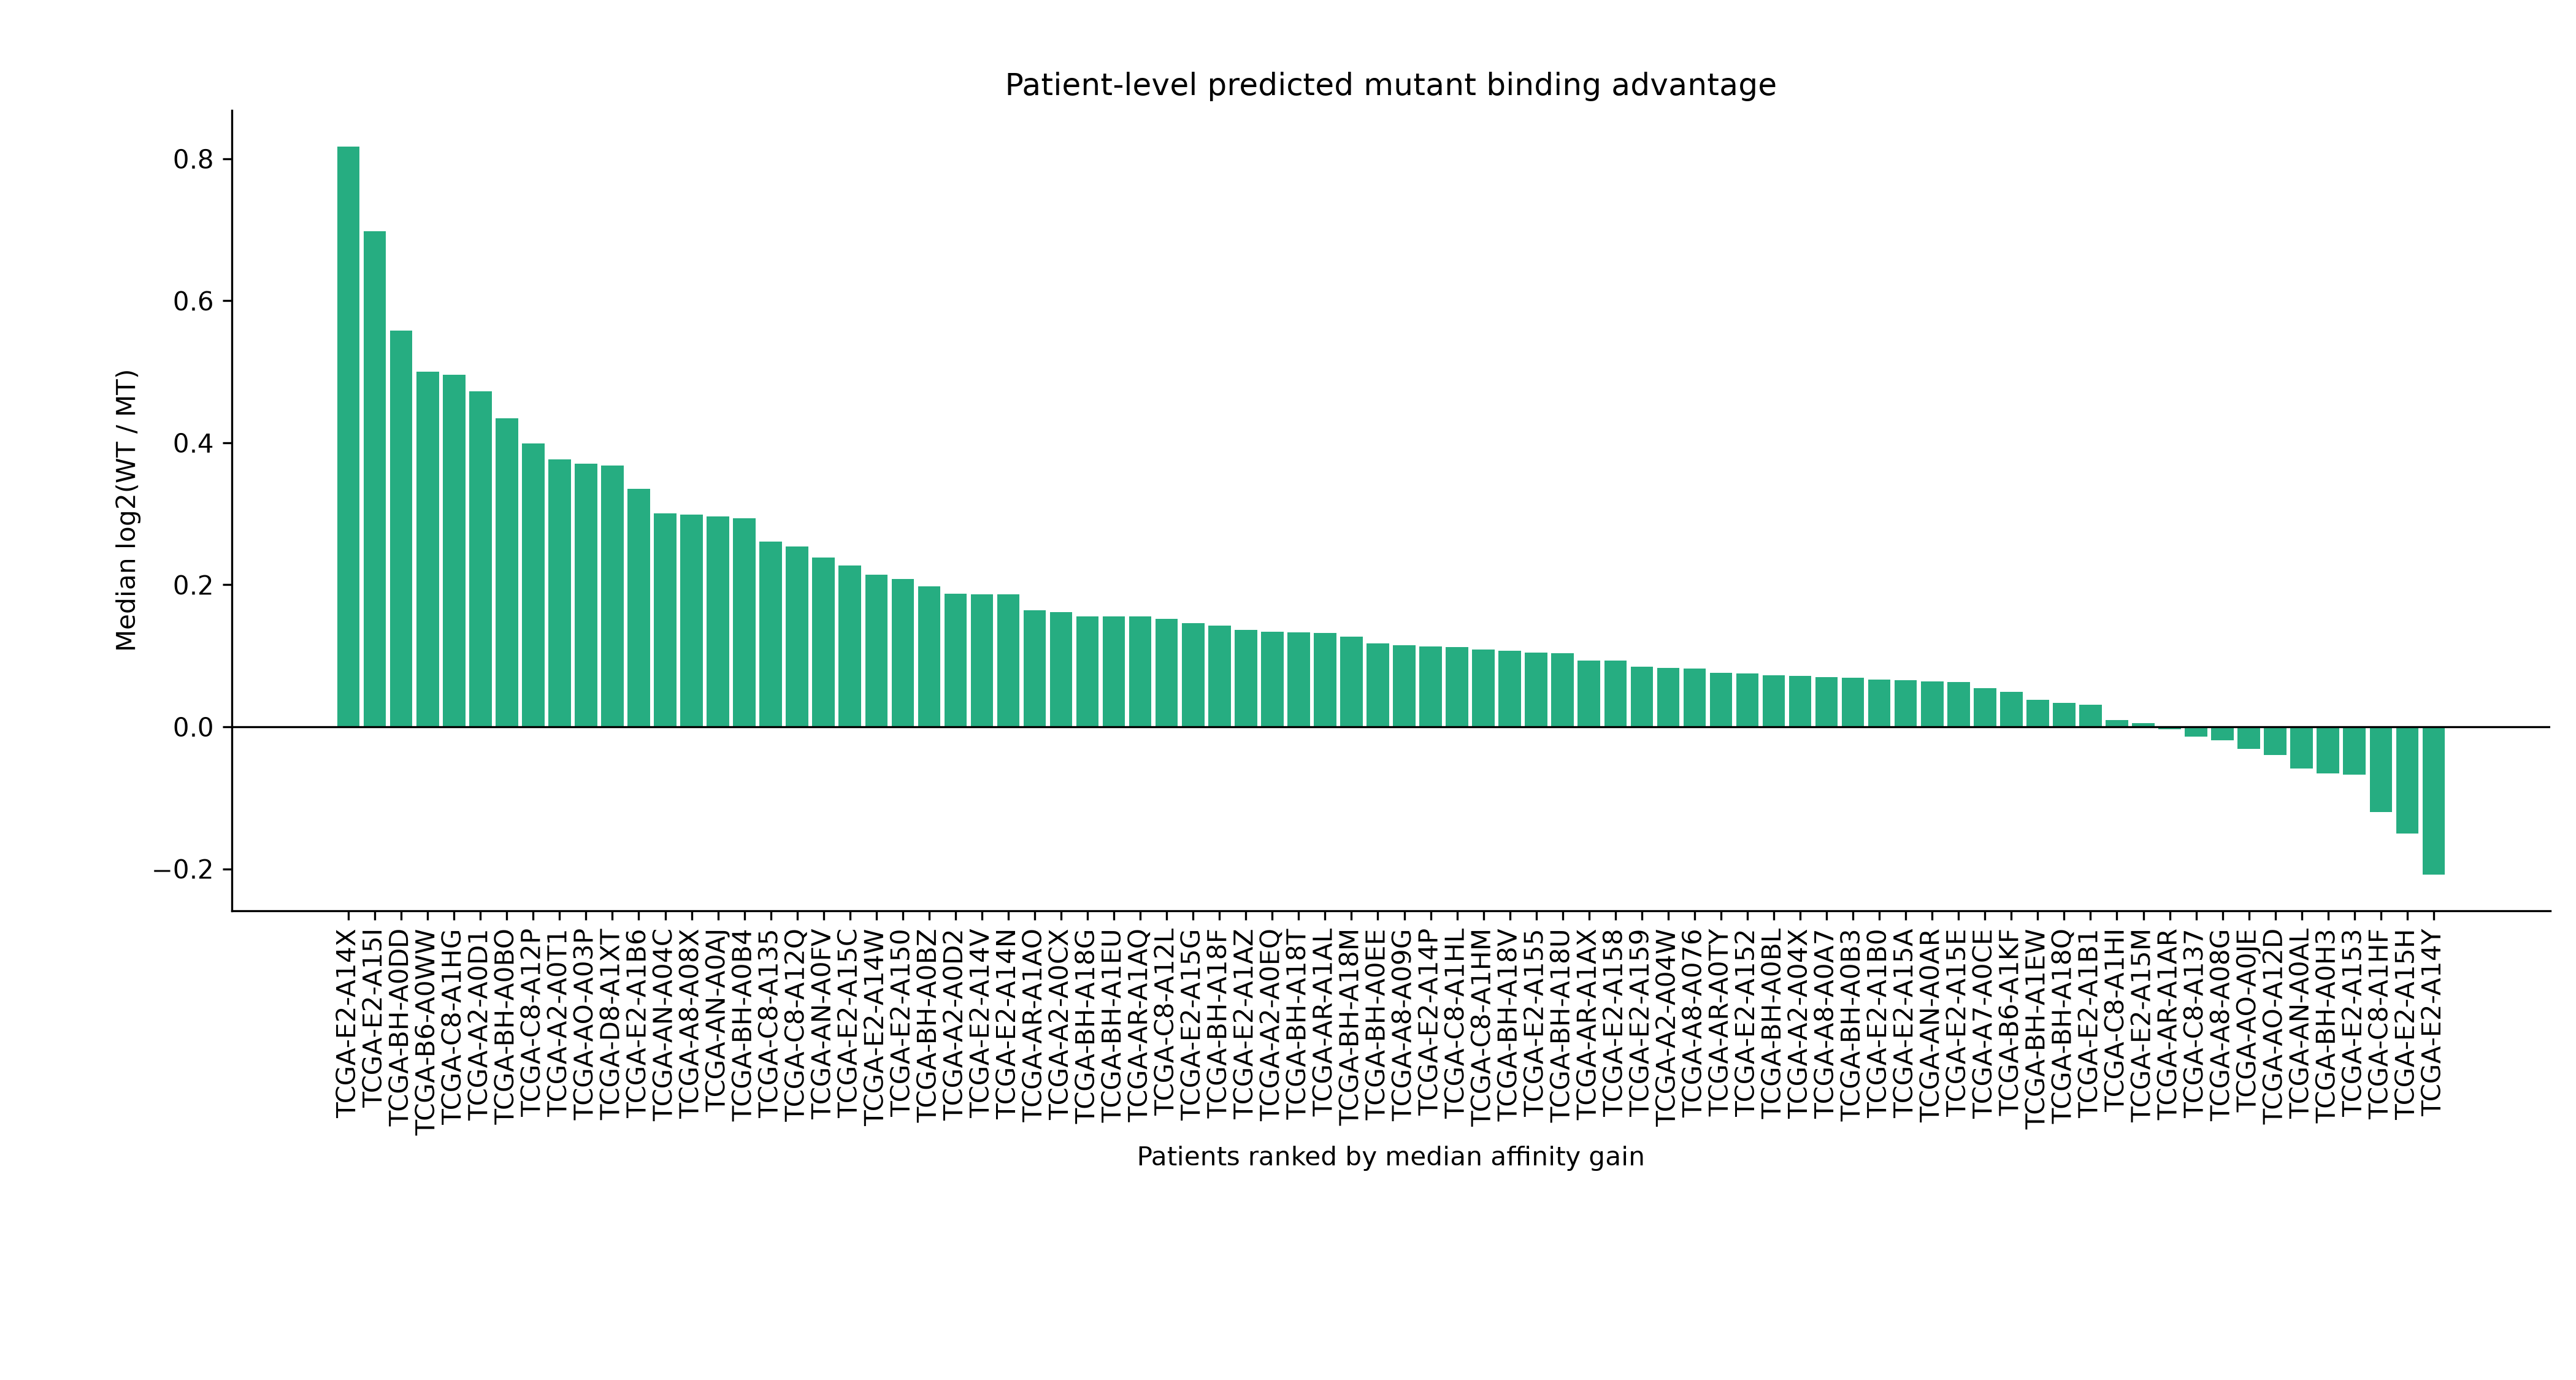 Patient-level predicted mutant binding advantage
Median log2(WT / MT)
0.8
0.6
0.4
0.2
0.0
−0.2
TCGA-E2-A14X
TCGA-E2-A15I
TCGA-BH-A0DD
TCGA-B6-A0WW
TCGA-C8-A1HG
TCGA-A2-A0D1
TCGA-BH-A0BO
TCGA-C8-A12P
TCGA-A2-A0T1
TCGA-AO-A03P
TCGA-D8-A1XT
TCGA-E2-A1B6
TCGA-AN-A04C
TCGA-A8-A08X
TCGA-AN-A0AJ
TCGA-BH-A0B4
TCGA-C8-A135
TCGA-C8-A12Q
TCGA-AN-A0FV
TCGA-E2-A15C
TCGA-E2-A14W
TCGA-E2-A150
TCGA-BH-A0BZ
TCGA-A2-A0D2
TCGA-E2-A14V
TCGA-E2-A14N
TCGA-AR-A1AO
TCGA-A2-A0CX
TCGA-BH-A18G
TCGA-BH-A1EU
TCGA-AR-A1AQ
TCGA-C8-A12L
TCGA-E2-A15G
TCGA-BH-A18F
TCGA-E2-A1AZ
TCGA-A2-A0EQ
TCGA-BH-A18T
TCGA-AR-A1AL
TCGA-BH-A18M
TCGA-BH-A0EE
TCGA-A8-A09G
TCGA-E2-A14P
TCGA-C8-A1HL
TCGA-C8-A1HM
TCGA-BH-A18V
TCGA-E2-A155
TCGA-BH-A18U
TCGA-AR-A1AX
TCGA-E2-A158
TCGA-E2-A159
TCGA-A2-A04W
TCGA-A8-A076
TCGA-AR-A0TY
TCGA-E2-A152
TCGA-BH-A0BL
TCGA-A2-A04X
TCGA-A8-A0A7
TCGA-BH-A0B3
TCGA-E2-A1B0
TCGA-E2-A15A
TCGA-AN-A0AR
TCGA-E2-A15E
TCGA-A7-A0CE
TCGA-B6-A1KF
TCGA-BH-A1EW
TCGA-BH-A18Q
TCGA-E2-A1B1
TCGA-C8-A1HI
TCGA-E2-A15M
TCGA-AR-A1AR
TCGA-C8-A137
TCGA-A8-A08G
TCGA-AO-A0JE
TCGA-AO-A12D
TCGA-AN-A0AL
TCGA-BH-A0H3
TCGA-E2-A153
TCGA-C8-A1HF
TCGA-E2-A15H
TCGA-E2-A14Y
Patients ranked by median affinity gain